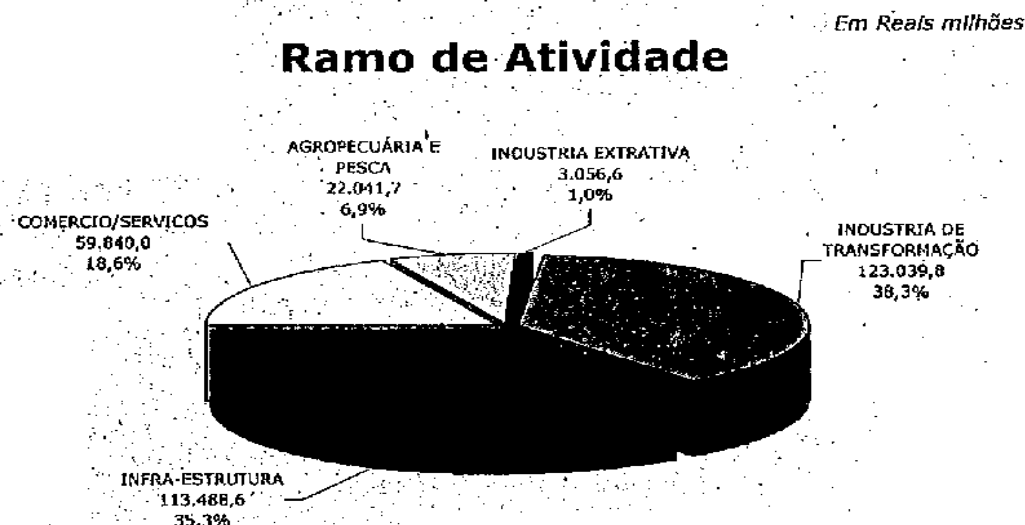 Em Reais milhões
Ramo de Atividade
AGROPECUÁRIA E
PESCA
22.041,7
6,9%
INDUSTRIA EXTRATIVA
3.056,6
1,0%
COMERCIO/SERVICOS
59.840,0
18,6%
INDUSTRIA DE
TRANSFORMAÇÃO
123.039,8
38,3%
INFRA-ESTRUTURA
113.488,6
35,3%